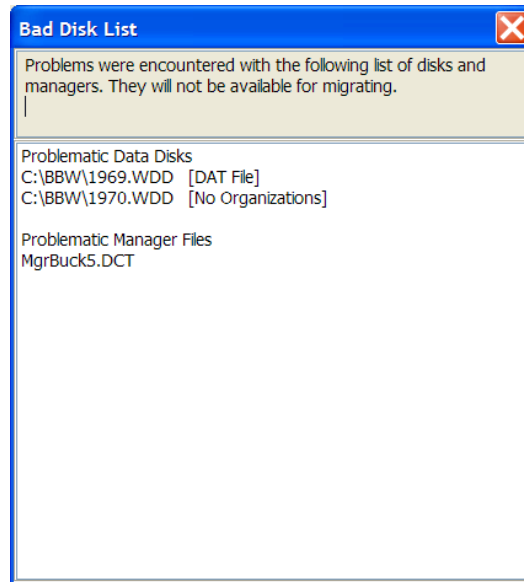 Bad Disk List
Problems were encountered with the following list of disks and
managers. They will not be available for migrating.
Problematic Data Disks
C:\BBW\1969.WDD [DAT File]
C:\BBW\1970.WDD [No Organizations]
Problematic Manager Files
MgrBuck5.DCT